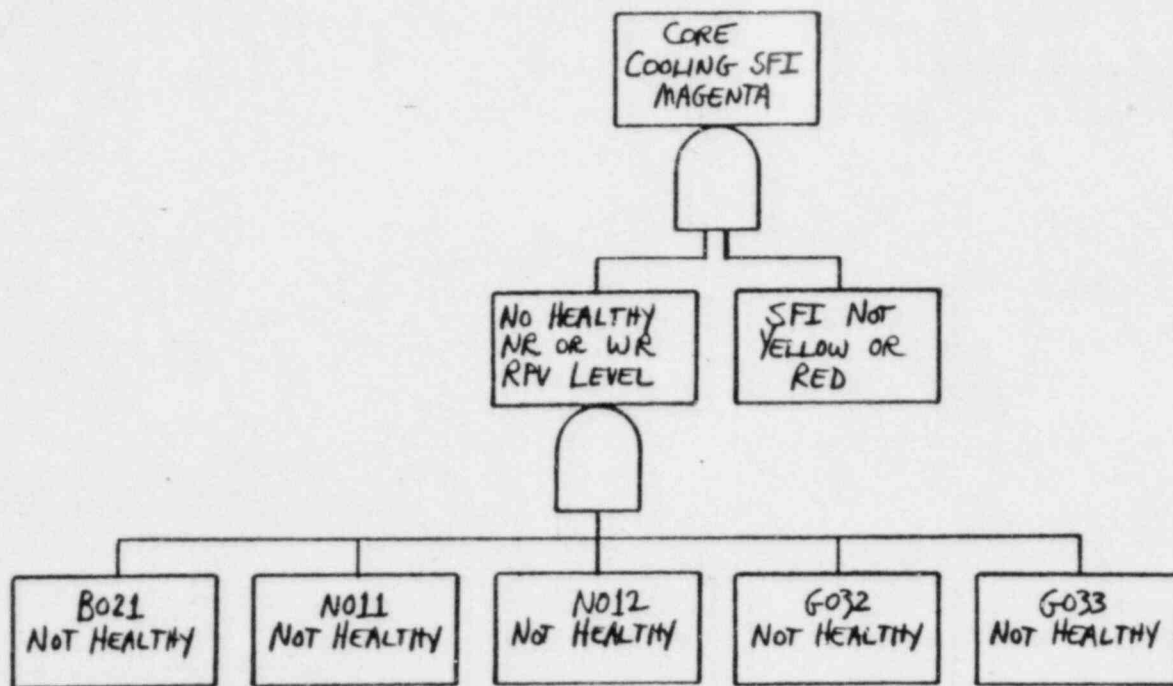 CORE
COOLING SFI
MAGENTA
NO HEALTHY
NR OR WR
RPV LEVEL
SFI NOT
YELLOW OR
RED
B021
NOT HEALTHY
N011
NOT HEALTHY
N012
NOT HEALTHY
G032
NOT HEALTHY
G033
NOT HEALTHY